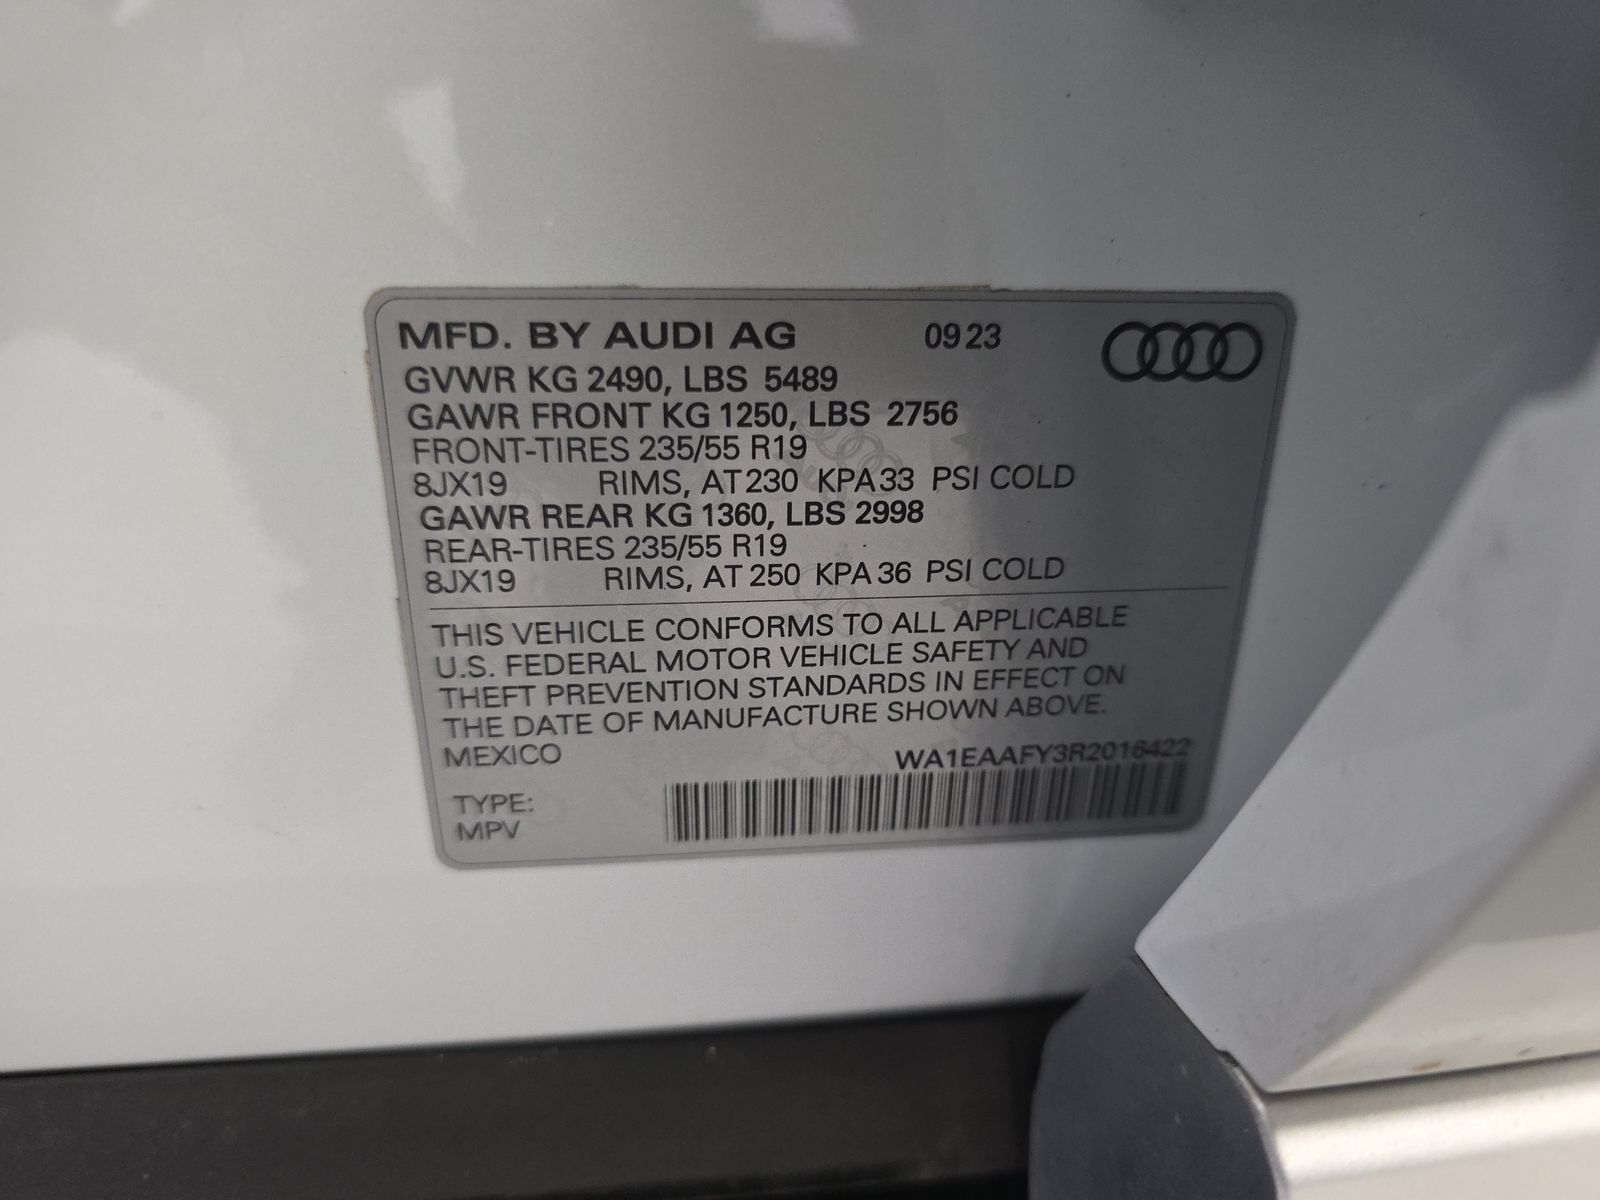 MFD. BY AUDI AG 09 23
GVWR KG 2490, LBS 5489
GAWR FRONT KG 1250, LBS 2756
FRONT-TIRES 235/55 R19
8JX19 RIMS, AT 230 KPA 33 PSI COLD
GAWR REAR KG 1360, LBS 2998
REAR-TIRES 235/55 R19
8JX19 RIMS, AT 250 KPA 36 PSI COLD
THIS VEHICLE CONFORMS TO ALL APPLICABLE
U.S. FEDERAL MOTOR VEHICLE SAFETY AND
THEFT PREVENTION STANDARDS IN EFFECT ON
THE DATE OF MANUFACTURE SHOWN ABOVE.
MEXICO WA1EAAFY3R2016422
TYPE:
MPV